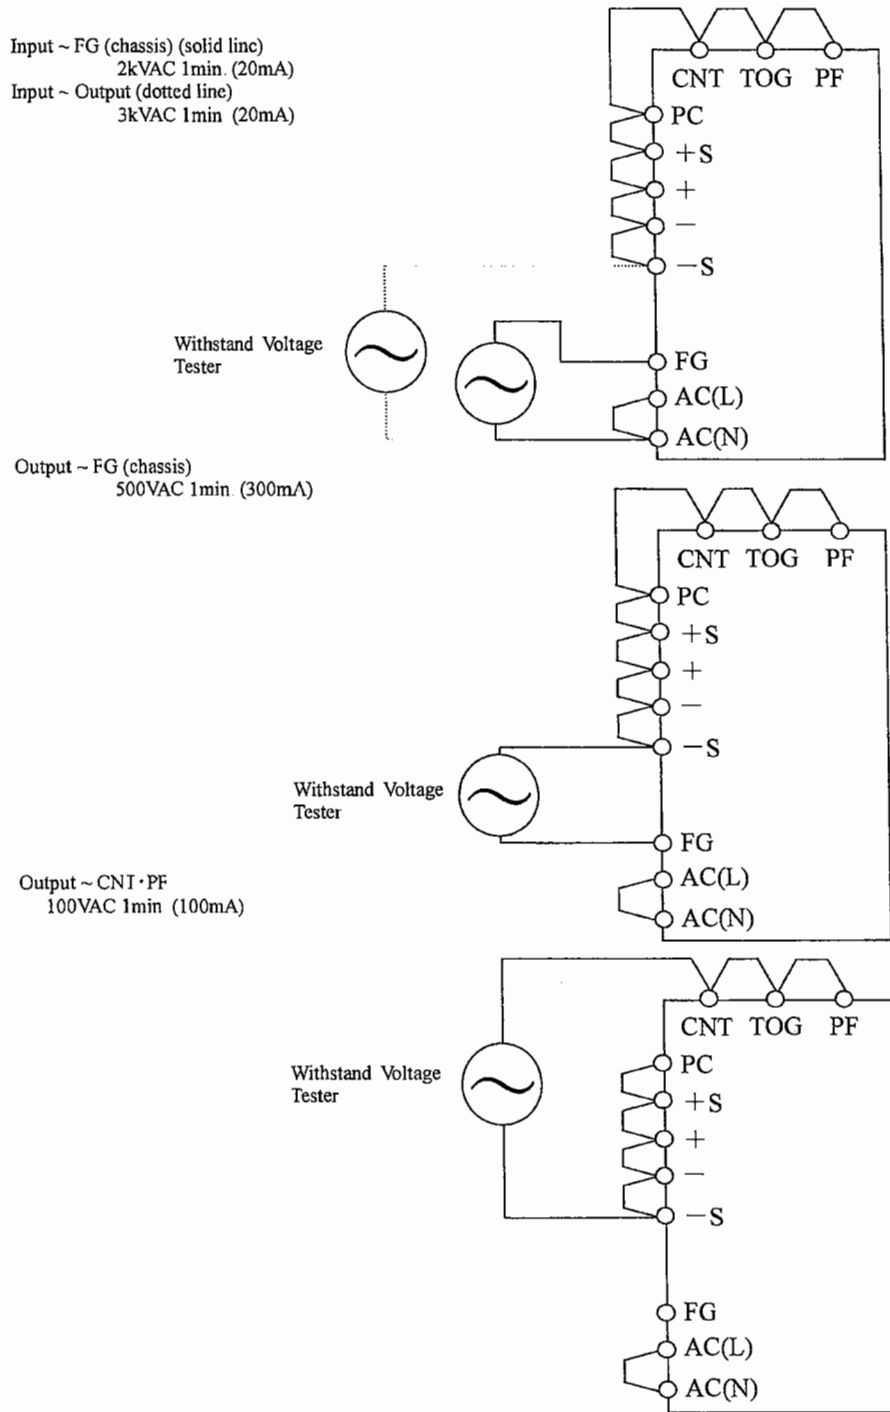 Input ~ FG (chassis) (solid line)
2kVAC 1min. (20mA)
Input ~ Output (dotted line)
3kVAC 1min (20mA)
CNT TOG PF
PC
+S
+
−
−S
Withstand Voltage
Tester
FG
AC(L)
AC(N)
Output ~ FG (chassis)
500VAC 1min. (300mA)
CNT TOG PF
PC
+S
+
−
−S
Withstand Voltage
Tester
FG
AC(L)
AC(N)
Output ~ CNT·PF
100VAC 1min (100mA)
CNT TOG PF
PC
+S
+
−
−S
Withstand Voltage
Tester
FG
AC(L)
AC(N)